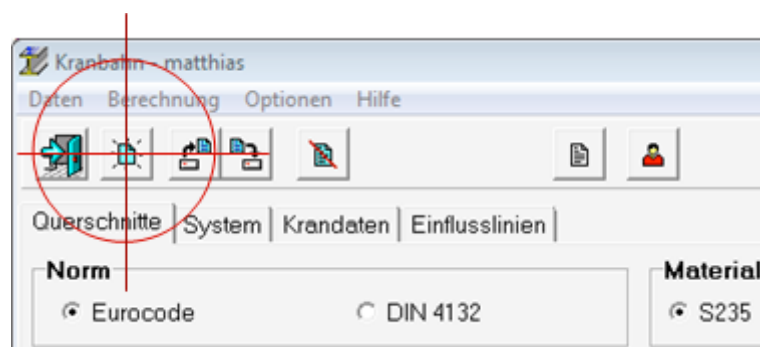 Kranbahn - matthias
Daten Berechnung Optionen Hilfe
Querschnitte System Krandaten Einflusslinien
Norm Material
Eurocode DIN 4132 S235